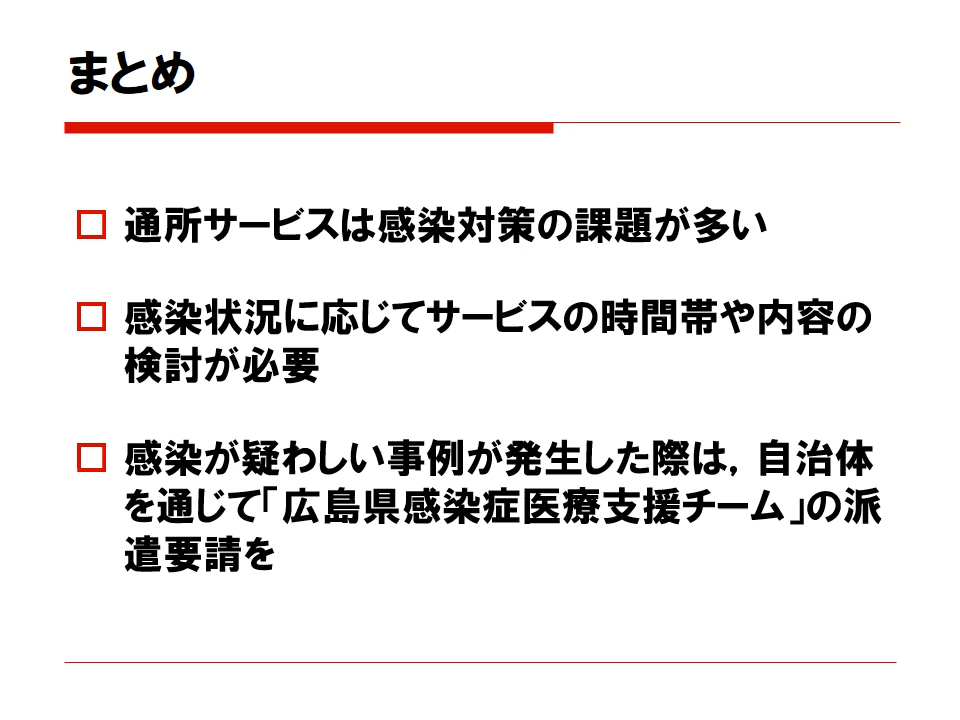 まとめ
通所サービスは感染対策の課題が多い
感染状況に応じてサービスの時間帯や内容の
検討が必要
感染が疑わしい事例が発生した際は，自治体
を通じて「広島県感染症医療支援チーム」の派
遣要請を